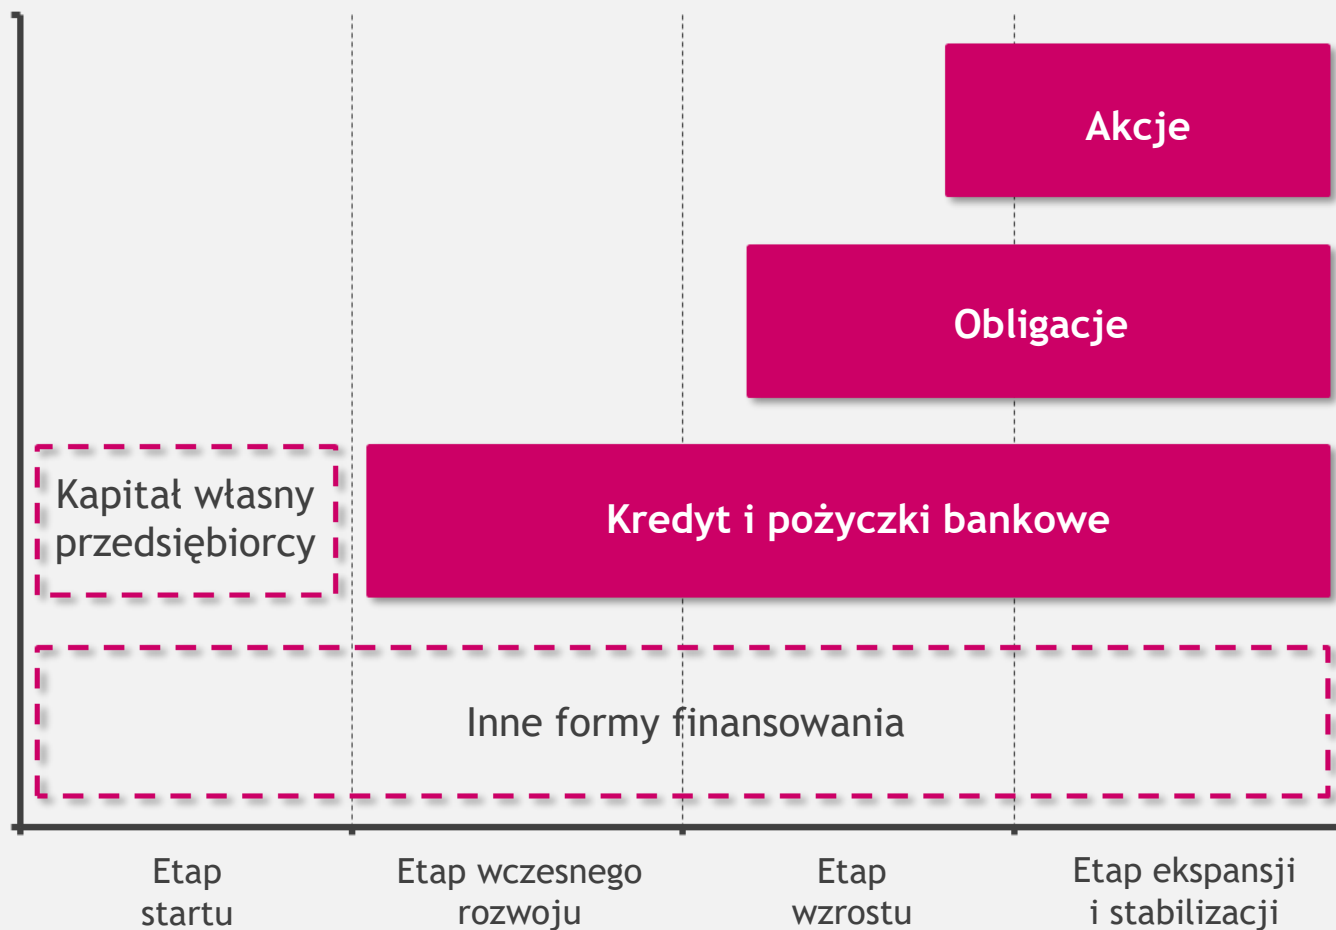 Akcje
Obligacje
Kapitał własny
przedsiębiorcy
Kredyt i pożyczki bankowe
Inne formy finansowania
Etap
startu
Etap wczesnego
rozwoju
Etap
wzrostu
Etap ekspansji
i stabilizacji